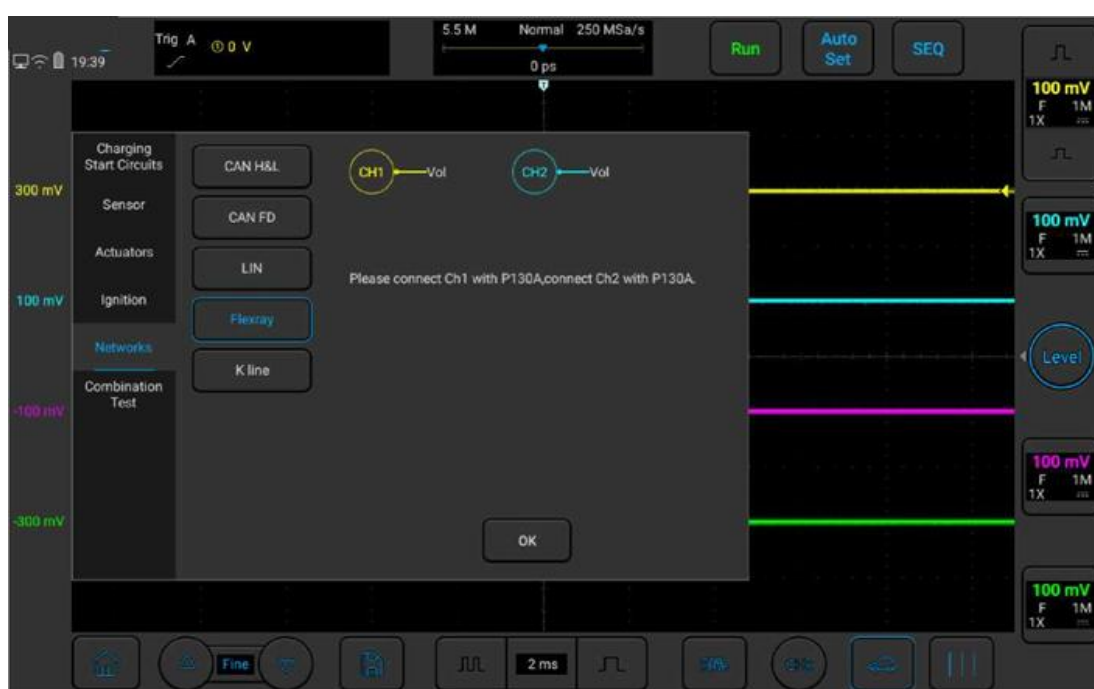 Trig A ① 0 V
5.5 M Normal 250 MSa/s
0 ps
Run
Auto
Set
SEQ
19:39
T
100 mV
F 1M
1X
Charging
Start Circuits
Sensor
Actuators
Ignition
Networks
Combination
Test
CAN H&L
CAN FD
LIN
Flexray
K line
CH1 Vol
CH2 Vol
Please connect Ch1 with P130A,connect Ch2 with P130A.
OK
300 mV
100 mV
-100 mV
-300 mV
100 mV
F 1M
1X
Level
100 mV
F 1M
1X
100 mV
F 1M
1X
Fine
2 ms